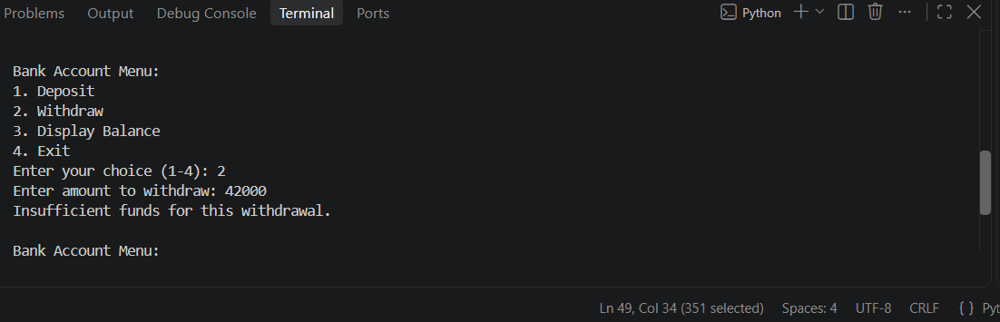 Problems Output Debug Console Terminal Ports Python
Bank Account Menu:
1. Deposit
2. Withdraw
3. Display Balance
4. Exit
Enter your choice (1-4): 2
Enter amount to withdraw: 42000
Insufficient funds for this withdrawal.
Bank Account Menu:
Ln 49, Col 34 (351 selected) Spaces: 4 UTF-8 CRLF { } Pyt